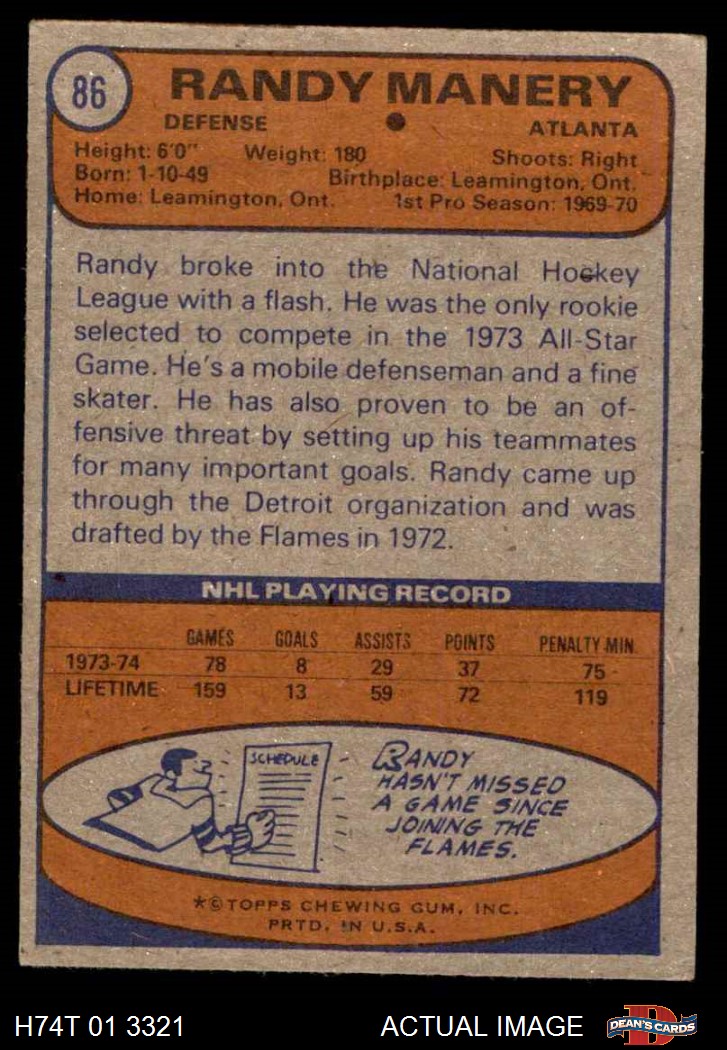 86
RANDY MANERY
DEFENSE ATLANTA
Height: 6'0" Weight: 180 Shoots: Right
Born: 1-10-49 Birthplace: Leamington, Ont.
Home: Leamington, Ont. 1st Pro Season: 1969-70
Randy broke into the National Hockey
League with a flash. He was the only rookie
selected to compete in the 1973 All-Star
Game. He's a mobile defenseman and a fine
skater. He has also proven to be an of-
fensive threat by setting up his teammates
for many important goals. Randy came up
through the Detroit organization and was
drafted by the Flames in 1972.
NHL PLAYING RECORD
GAMES GOALS ASSISTS POINTS PENALTY MIN.
1973-74 78 8 29 37 75
LIFETIME 159 13 59 72 119
SCHEDULE
RANDY
HASN'T MISSED
A GAME SINCE
JOINING THE
FLAMES.
*©TOPPS CHEWING GUM, INC.
PRTD. IN U.S.A.
H74T 01 3321 ACTUAL IMAGE D DEAN'S CARDS